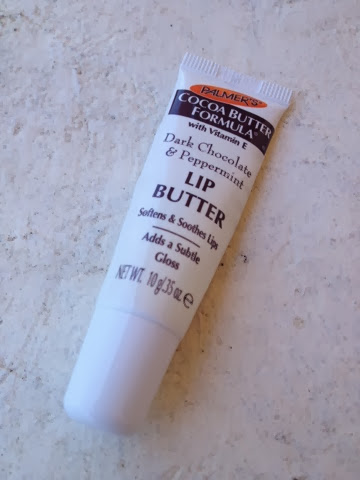 PALMER'S®
COCOA BUTTER
FORMULA®
with Vitamin E
Dark Chocolate
& Peppermint
LIP
BUTTER
Softens & Soothes Lips
Adds a Subtle
Gloss
NET WT. 10g/.35 oz. ℮